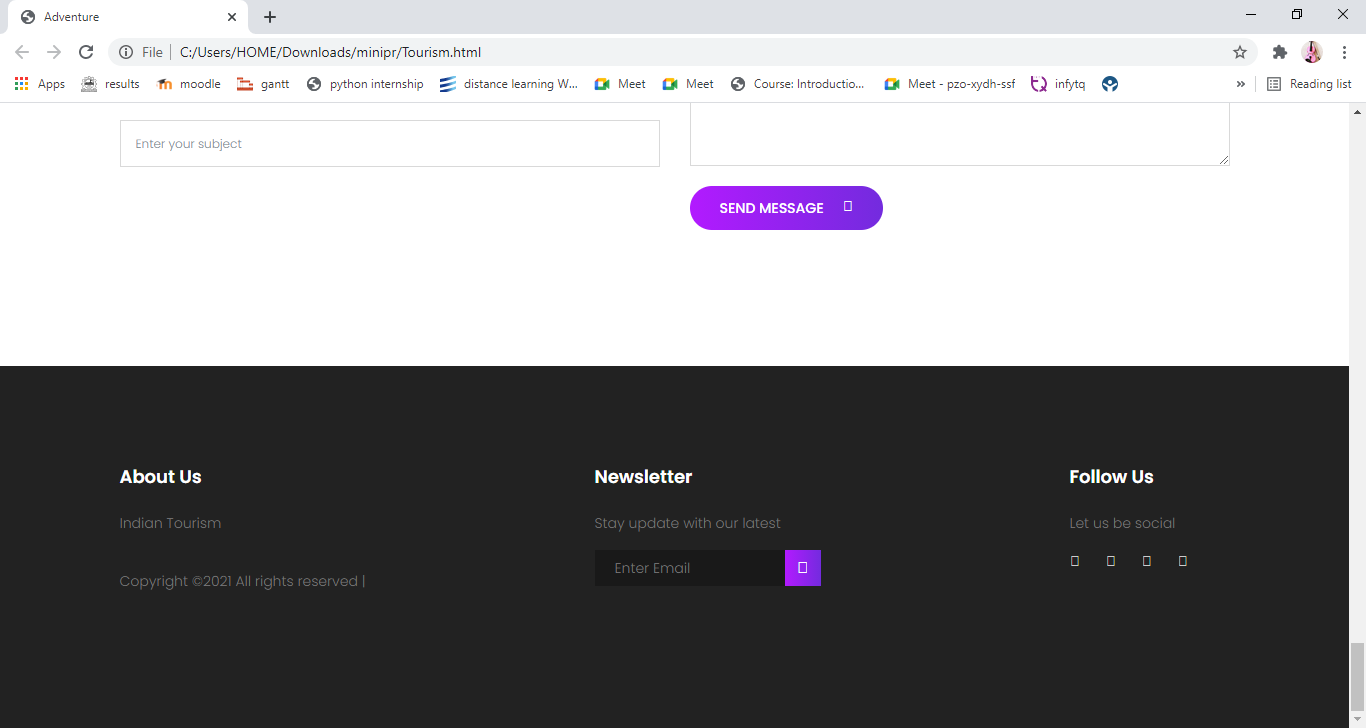 Adventure
File C:/Users/HOME/Downloads/minipr/Tourism.html
Apps results moodle gantt python internship distance learning W... Meet Meet Course: Introductio... Meet - pzo-xydh-ssf infytq » Reading list
Enter your subject
SEND MESSAGE
About Us Newsletter Follow Us
Indian Tourism Stay update with our latest Let us be social
Enter Email
Copyright ©2021 All rights reserved |